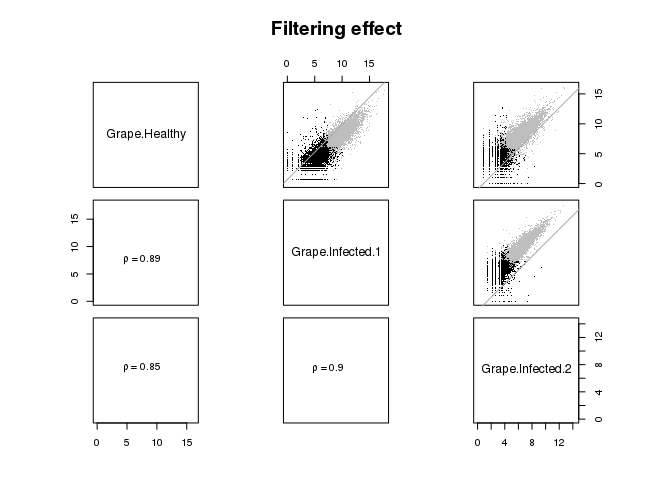 Filtering effect
0 5 10 15
Grape.Healthy
0 5 10 15
0 5 10 15
ρ = 0.89
Grape.Infected.1
ρ = 0.85
ρ = 0.9
Grape.Infected.2
0 4 8 12
0 5 10 15
0 4 8 12